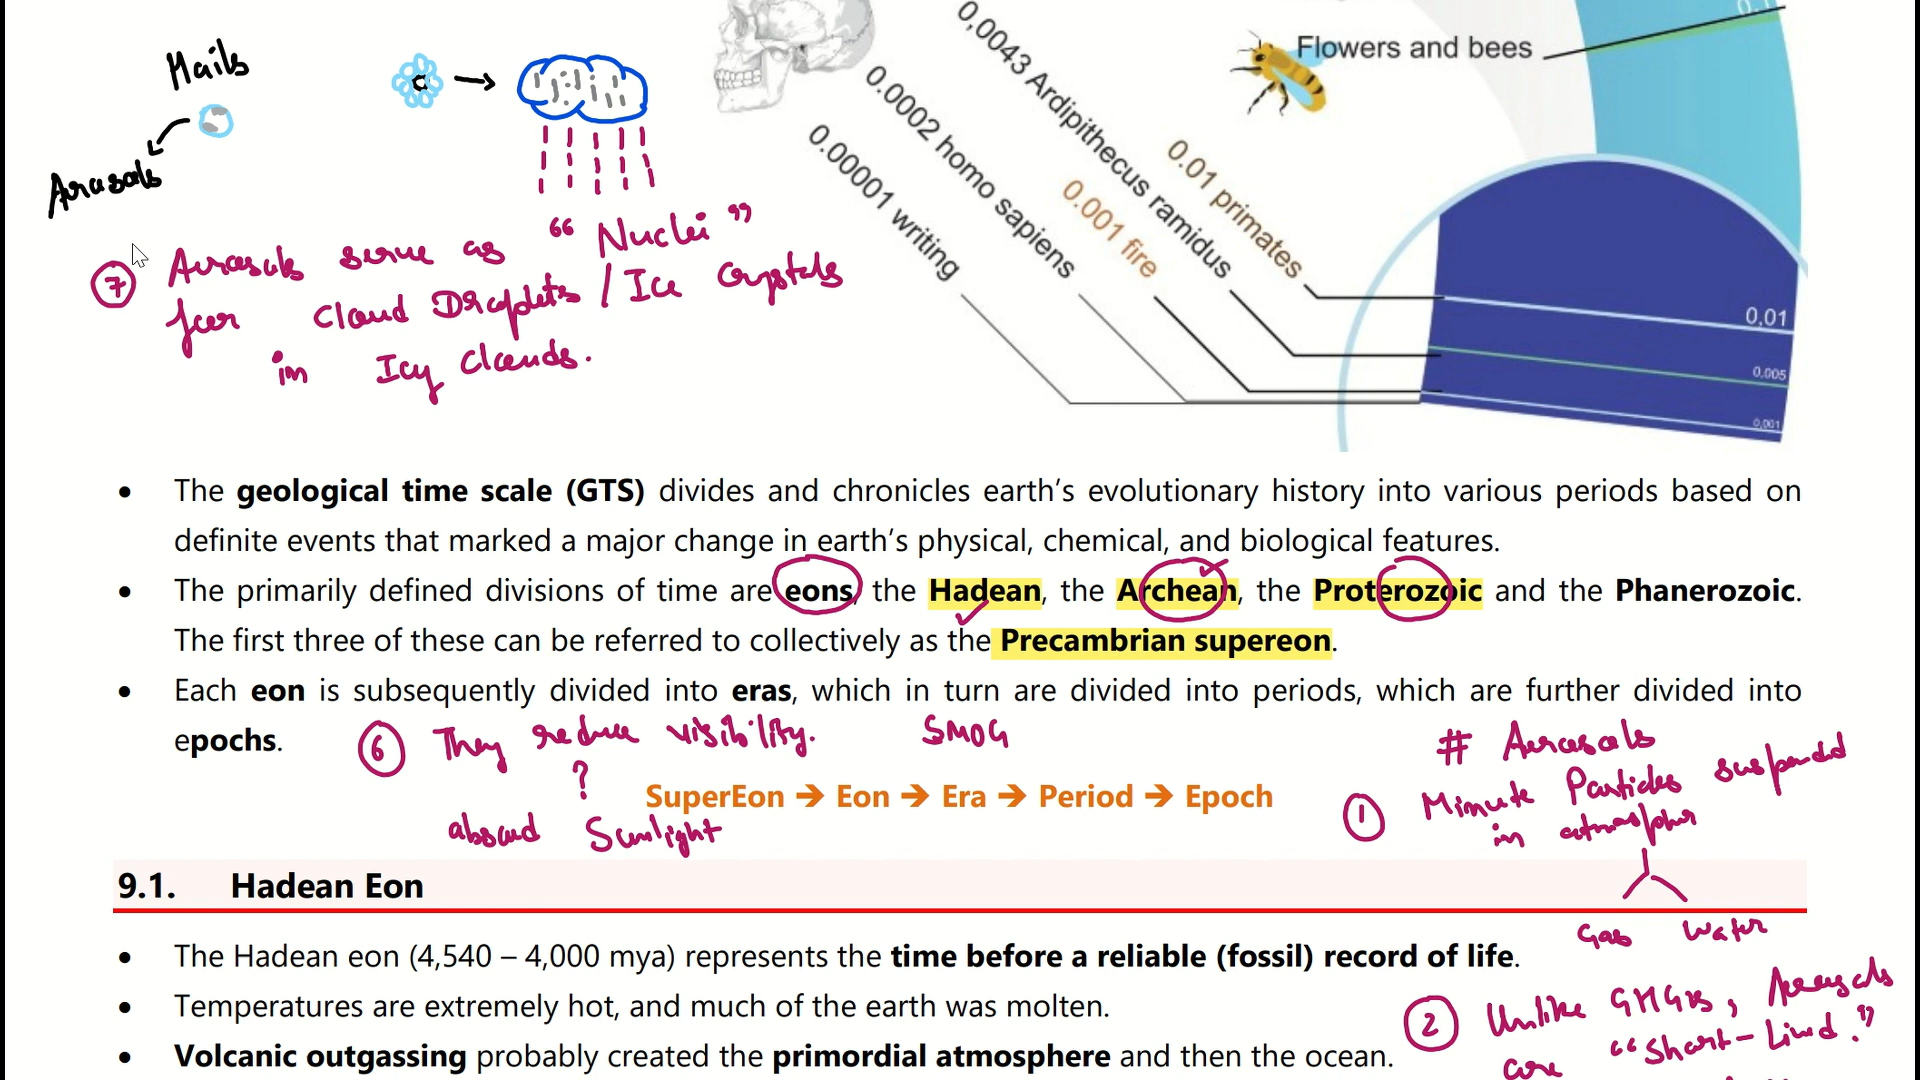 Hails
Aerosols
c
⑦ Aerosols serve as “ Nuclei ”
for Cloud Droplets / Ice Crystals
in Icy Clouds.
0,0043 Ardipithecus ramidus
0.0002 homo sapiens
0.00001 writing
0.001 fire
0.01 primates
Flowers and bees
0,01
0.005
0,001
• The geological time scale (GTS) divides and chronicles earth’s evolutionary history into various periods based on
definite events that marked a major change in earth’s physical, chemical, and biological features.
• The primarily defined divisions of time are eons, the Hadean, the Archean, the Proterozoic and the Phanerozoic.
The first three of these can be referred to collectively as the Precambrian supereon.
• Each eon is subsequently divided into eras, which in turn are divided into periods, which are further divided into
epochs.
⑥ They reduce visibility. SMOG
?
absorb Sunlight
SuperEon ➔ Eon ➔ Era ➔ Period ➔ Epoch
# Aerosols
① Minute Particles suspended
in atmosphere
Gas Water
9.1. Hadean Eon
• The Hadean eon (4,540 – 4,000 mya) represents the time before a reliable (fossil) record of life.
• Temperatures are extremely hot, and much of the earth was molten.
• Volcanic outgassing probably created the primordial atmosphere and then the ocean.
② Unlike GHGs, Aerosols
are “Short-Lived.”